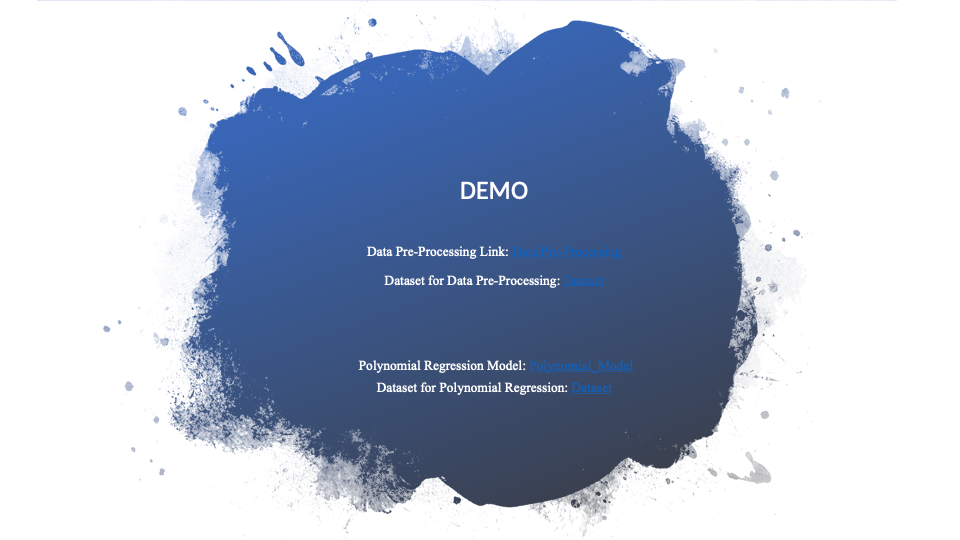 DEMO
Data Pre-Processing Link: Data Pre-Processing
Dataset for Data Pre-Processing: Dataset
Polynomial Regression Model: Polynomial_Model
Dataset for Polynomial Regression: Dataset